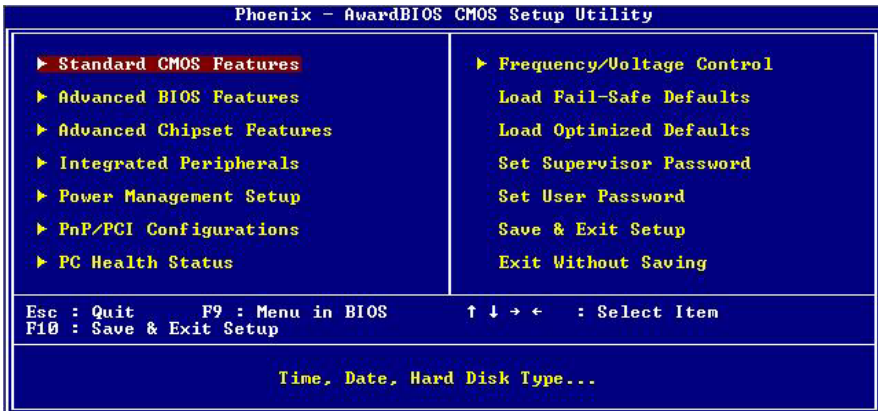 Phoenix - AwardBIOS CMOS Setup Utility
▶ Standard CMOS Features
▶ Advanced BIOS Features
▶ Advanced Chipset Features
▶ Integrated Peripherals
▶ Power Management Setup
▶ PnP/PCI Configurations
▶ PC Health Status
▶ Frequency/Voltage Control
Load Fail-Safe Defaults
Load Optimized Defaults
Set Supervisor Password
Set User Password
Save & Exit Setup
Exit Without Saving
Esc : Quit F9 : Menu in BIOS ↑ ↓ → ← : Select Item
F10 : Save & Exit Setup
Time, Date, Hard Disk Type...